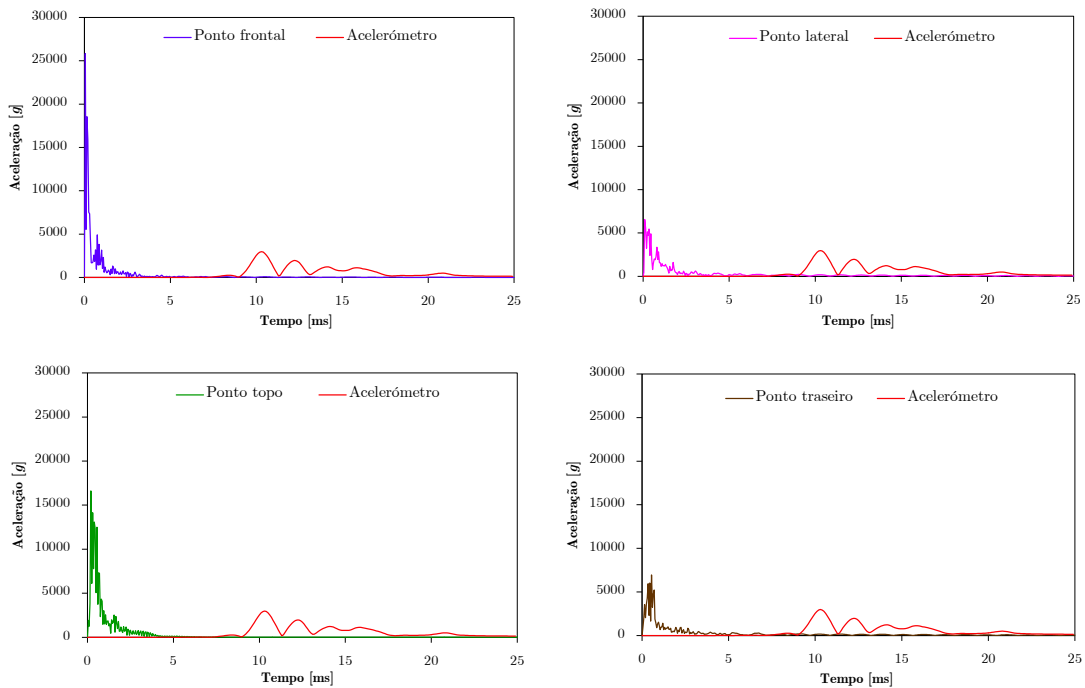 30000
Ponto frontal Acelerómetro
25000
20000
15000
10000
5000
0
Aceleração [g]
0 5 10 15 20 25
Tempo [ms]
30000
Ponto lateral Acelerómetro
25000
20000
15000
10000
5000
0
Aceleração [g]
0 5 10 15 20 25
Tempo [ms]
30000
Ponto topo Acelerómetro
25000
20000
15000
10000
5000
0
Aceleração [g]
0 5 10 15 20 25
Tempo [ms]
30000
Ponto traseiro Acelerómetro
25000
20000
15000
10000
5000
0
Aceleração [g]
0 5 10 15 20 25
Tempo [ms]